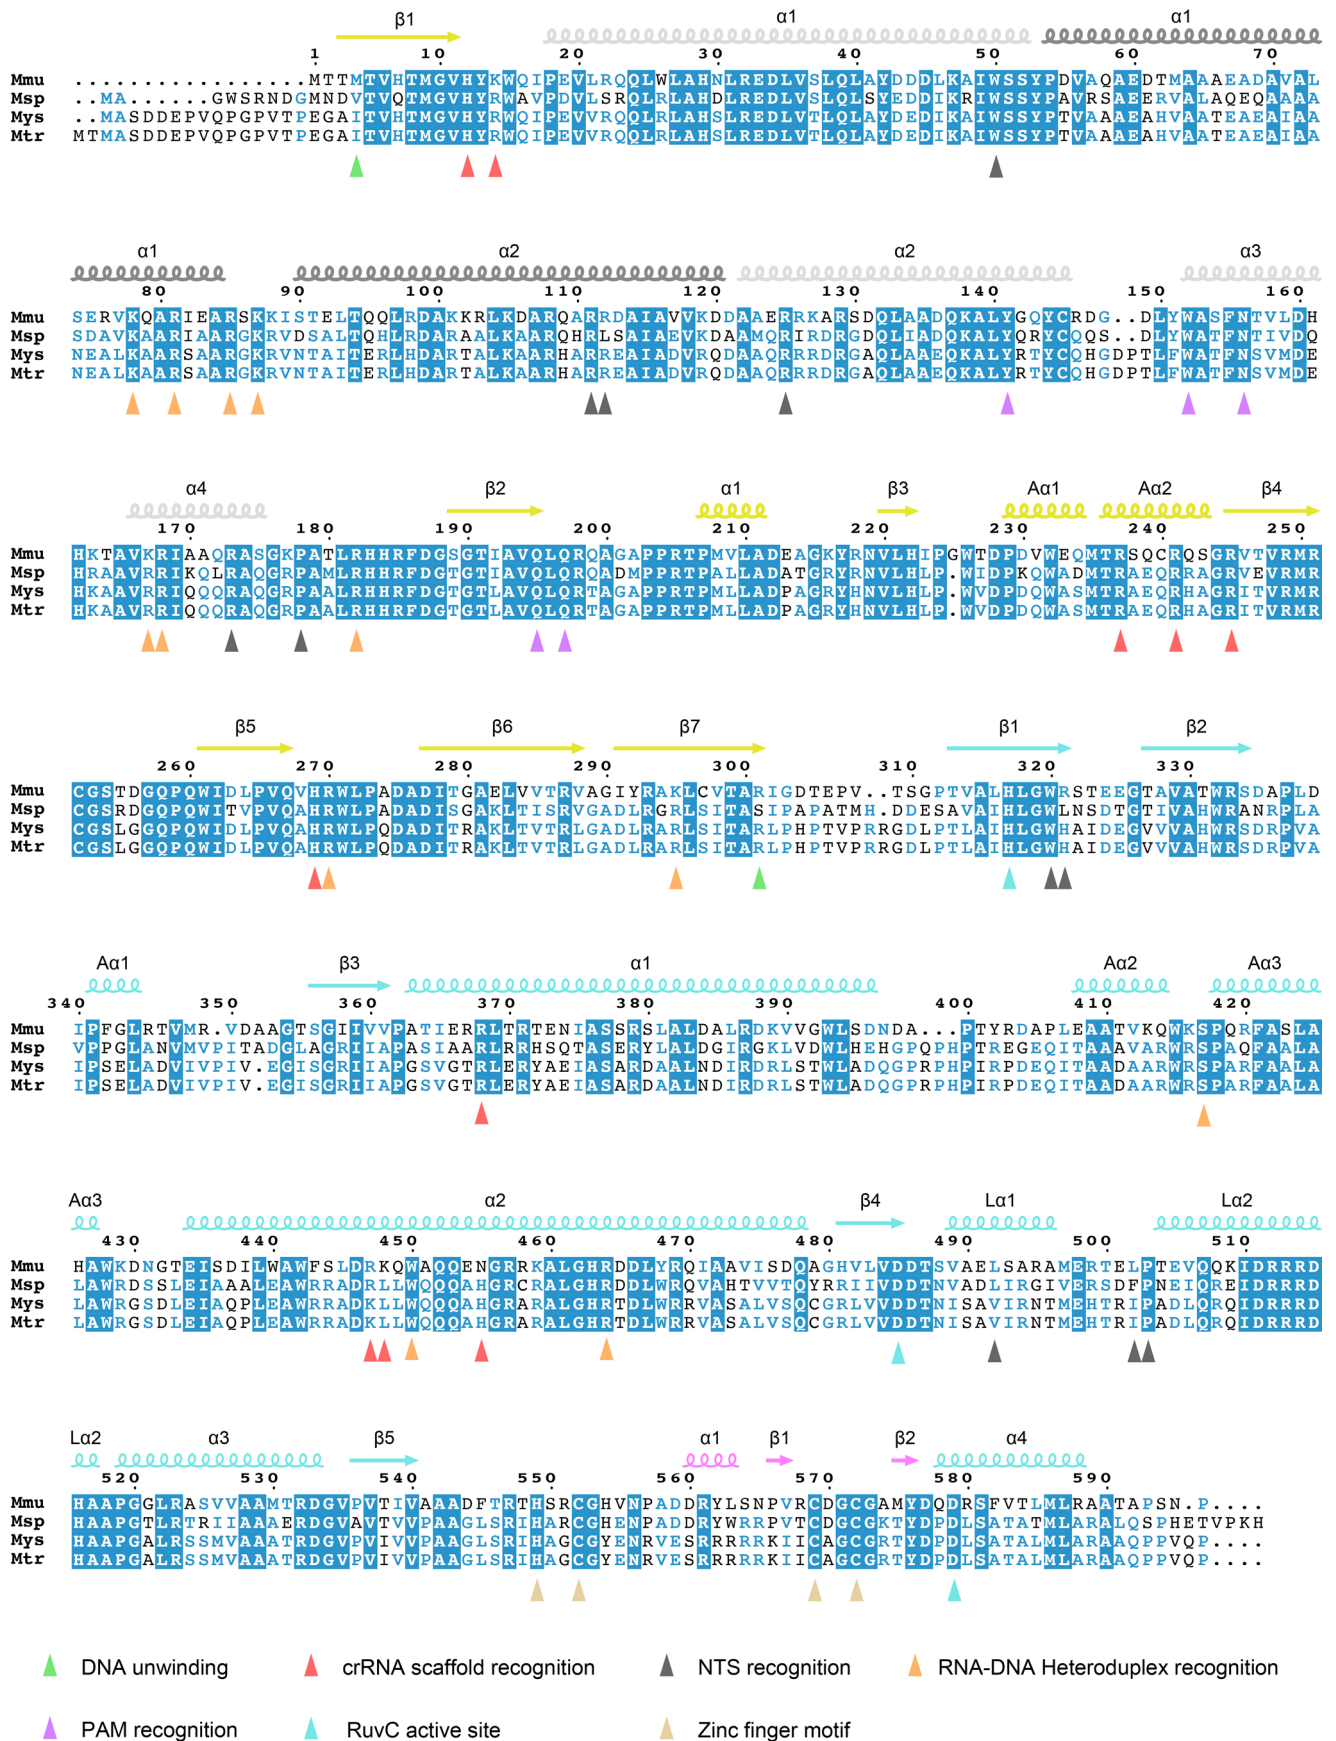 β1 α1 α1
1 10 20 30 40 50 60 70
Mmu .................MTTMTVHTMGVHYKWQIPEVLRQQLWLAHNLREDLVSLQLAYDDDLKAIWSSYPDVAQAEDTMAAAEADAVAL
Msp ..MA......GWSRNDGMNDVTVQTMGVHYRWAVPDVLSRQLRLAHDLREDLVSLQLSYEDDIKRIWSSYPAVRSAEERVALAQEQAAAA
Mys ..MASDDEPVQPGPVTPEGAITVHTMGVHYRWQIPEVVRQQLRLAHSLREDLVTLQLAYDEDIKAIWSSYPTVAAAEAHVAATEAEAIAA
Mtr MTMASDDEPVQPGPVTPEGAITVHTMGVHYRWQIPEVVRQQLRLAHSLREDLVTLQLAYDEDIKAIWSSYPTVAAAEAHVAATEAEAIAA
α1 α2 α2 α3
80 90 100 110 120 130 140 150 160
Mmu SERVKQARIEARSKKISTELTQQLRDAKKRLKDARQARRDAIAVVKDDAAERRKARSDQLAADQKALYGQYCRDG..DLYWASFNTVLDH
Msp SDAVKAARIAARGKRVDSALTQHLRDARAALKAARQHRLSAIAEVKDAAMQRIRDRGDQLIADQKALYQRYCQQS..DLYWATFNTIVDQ
Mys NEALKAARSAARGKRVNTAITERLHDARTALKAARHARREAIADVRQDAAQRRRDRGAQLAAEQKALYRTYCQHGDPTLFWATFNSVMDE
Mtr NEALKAARSAARGKRVNTAITERLHDARTALKAARHARREAIADVRQDAAQRRRDRGAQLAAEQKALYRTYCQHGDPTLFWATFNSVMDE
α4 β2 α1 β3 Aα1 Aα2 β4
170 180 190 200 210 220 230 240 250
Mmu HKTAVKRIAAQRASGKPATLRHHRFDGSGTIAVQLQRQAGAPPRTPMVLADEAGKYRNVLHIPGWTDPDVWEQMTRSQCRQSGRVTVRMR
Msp HRAAVRRIKQLRAQGRPAMLRHHRFDGTGTIAVQLQRQADMPPRTPALLADATGRYRNVLHLP.WIDPKQWADMTRAEQRRAGRVEVRMR
Mys HKAAVRRIQQQRAQGRPAALRHHRFDGTGTLAVQLQRTAGAPPRTPMLLADPAGRYHNVLHLP.WVDPDQWASMTRAEQRHAGRITVRMR
Mtr HKAAVRRIQQQRAQGRPAALRHHRFDGTGTLAVQLQRTAGAPPRTPMLLADPAGRYHNVLHLP.WVDPDQWASMTRAEQRHAGRITVRMR
β5 β6 β7 β1 β2
260 270 280 290 300 310 320 330
Mmu CGSTDGQPQWIDLPVQVHRWLPADADITGAELVVTRVAGIYRAKLCVTARIGDTEPV..TSGPTVALHLGWRSTEEGTAVATWRSDAPLD
Msp CGSRDGQPQWITVPVQAHRWLPADADISGAKLTISRVGADLRGRLSITASIPAPATMH.DDESAVAIHLGWLNSDTGTIVAHWRANRPLA
Mys CGSLGGQPQWIDLPVQAHRWLPQDADITRAKLTVTRLGADLRARLSITARLPHPTVPRRGDLPTLAIHLGWHAIDEGVVVAHWRSDRPVA
Mtr CGSLGGQPQWIDLPVQAHRWLPQDADITRAKLTVTRLGADLRARLSITARLPHPTVPRRGDLPTLAIHLGWHAIDEGVVVAHWRSDRPVA
Aα1 β3 α1 Aα2 Aα3
340 350 360 370 380 390 400 410 420
Mmu IPFGLRTVMR.VDAAGTSGIIVVPATIERRLTRTENIASSRSLALDALRDKVVGWLSDNDA...PTYRDAPLEAATVKQWKSPQRFASLA
Msp VPPGLANVMVPITADGLAGRIIAPASIAARLRRHSQTASERYLALDGIRGKLVDWLHEHGPQPHPTREGEQITAAAVARWRSPAQFAALA
Mys IPSELADVIVPIV.EGISGRIIAPGSVGTRLERYAEIASARDAALNDIRDRLSTWLADQGPRPHPIRPDEQITAADAARWRSPARFAALA
Mtr IPSELADVIVPIV.EGISGRIIAPGSVGTRLERYAEIASARDAALNDIRDRLSTWLADQGPRPHPIRPDEQITAADAARWRSPARFAALA
Aα3 α2 β4 Lα1 Lα2
430 440 450 460 470 480 490 500 510
Mmu HAWKDNGTEISDILWAWFSLDRKQWAQQENGRRKALGHRDDLYRQIAAVISDQAGHVLVDDTSVAELSARAMERTELPTEVQQKIDRRRD
Msp LAWRDSSLEIAAALEAWRRADRLLWQQQAHGRCRALGHRDDLWRQVAHTVVTQYRRIIVDDTNVADLIRGIVERSDFPNEIQREIDRRRD
Mys LAWRGSDLEIAQPLEAWRRADKLLWQQQAHGRARALGHRTDLWRRVASALVSQCGRLVVDDTNISAVIRNTMEHTRIPADLQRQIDRRRD
Mtr LAWRGSDLEIAQPLEAWRRADKLLWQQQAHGRARALGHRTDLWRRVASALVSQCGRLVVDDTNISAVIRNTMEHTRIPADLQRQIDRRRD
Lα2 α3 β5 α1 β1 β2 α4
520 530 540 550 560 570 580 590
Mmu HAAPGGLRASVVAAMTRDGVPVTIVAAADFTRTHSRCGHVNPADDRYLSNPVRCDGCGAMYDQDRSFVTLMLRAATAPSN.P....
Msp HAAPGTLRTRIIAAAERDGVAVTVVPAAGLSRIHARCGHENPADDRYWRRPVTCDGCGKTYDPDLSATATMLARALQSPHETVPKH
Mys HAAPGALRSSMVAAATRDGVPVIVVPAAGLSRIHAGCGYENRVESRRRRRKIICAGCGRTYDPDLSATALMLARAAQPPVQP....
Mtr HAAPGALRSSMVAAATRDGVPVIVVPAAGLSRIHAGCGYENRVESRRRRRKIICAGCGRTYDPDLSATALMLARAAQPPVQP....
DNA unwinding crRNA scaffold recognition NTS recognition RNA-DNA Heteroduplex recognition
PAM recognition RuvC active site Zinc finger motif